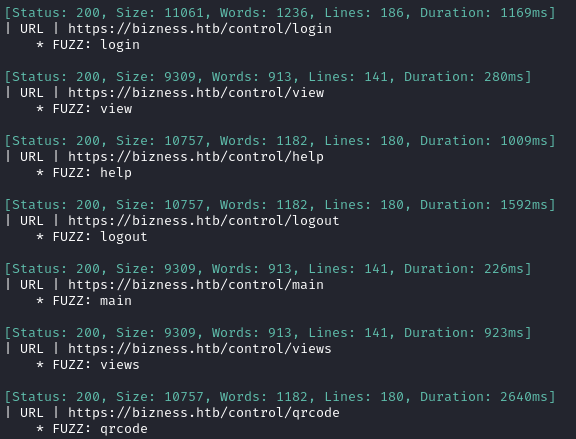 [Status: 200, Size: 11061, Words: 1236, Lines: 186, Duration: 1169ms]
| URL | https://bizness.htb/control/login
* FUZZ: login
[Status: 200, Size: 9309, Words: 913, Lines: 141, Duration: 280ms]
| URL | https://bizness.htb/control/view
* FUZZ: view
[Status: 200, Size: 10757, Words: 1182, Lines: 180, Duration: 1009ms]
| URL | https://bizness.htb/control/help
* FUZZ: help
[Status: 200, Size: 10757, Words: 1182, Lines: 180, Duration: 1592ms]
| URL | https://bizness.htb/control/logout
* FUZZ: logout
[Status: 200, Size: 9309, Words: 913, Lines: 141, Duration: 226ms]
| URL | https://bizness.htb/control/main
* FUZZ: main
[Status: 200, Size: 9309, Words: 913, Lines: 141, Duration: 923ms]
| URL | https://bizness.htb/control/views
* FUZZ: views
[Status: 200, Size: 10757, Words: 1182, Lines: 180, Duration: 2640ms]
| URL | https://bizness.htb/control/qrcode
* FUZZ: qrcode